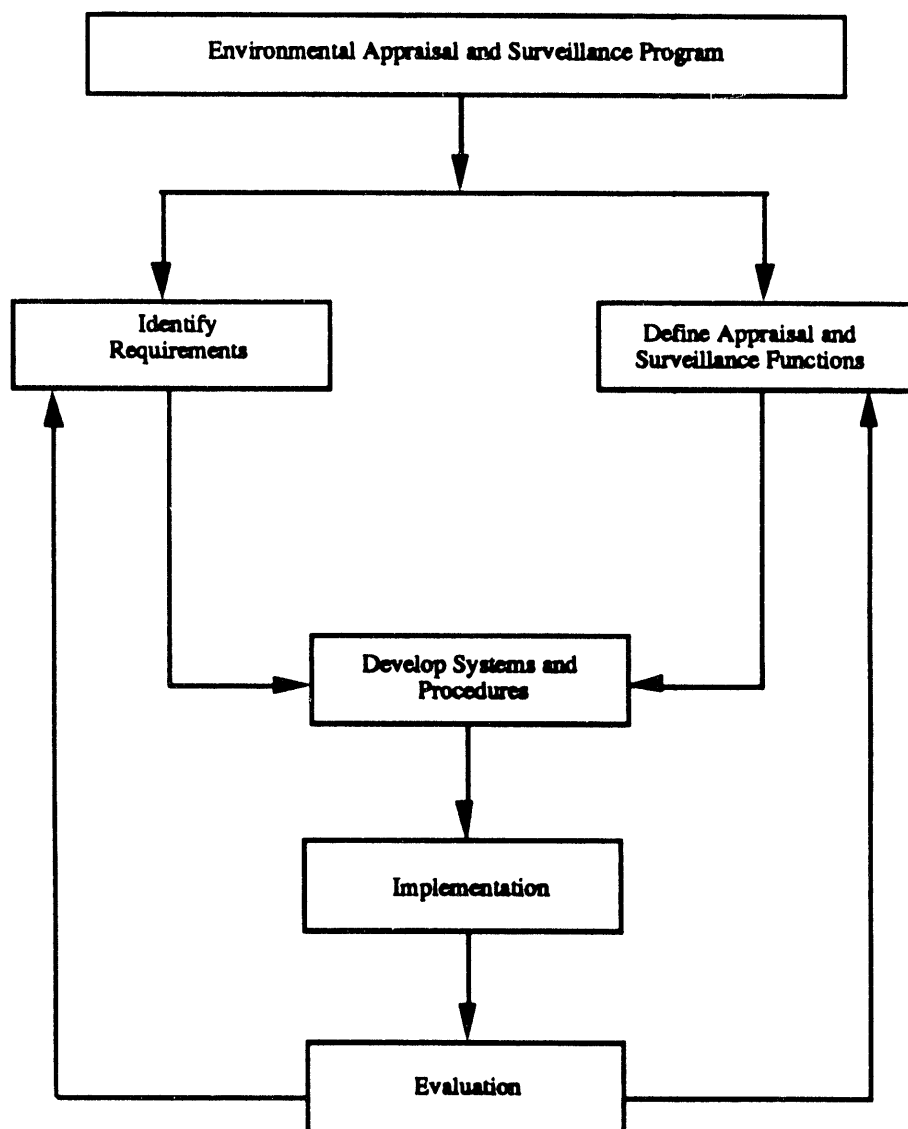 Environmental Appraisal and Surveillance Program
Identify
Requirements
Define Appraisal and
Surveillance Functions
Develop Systems and
Procedures
Implementation
Evaluation